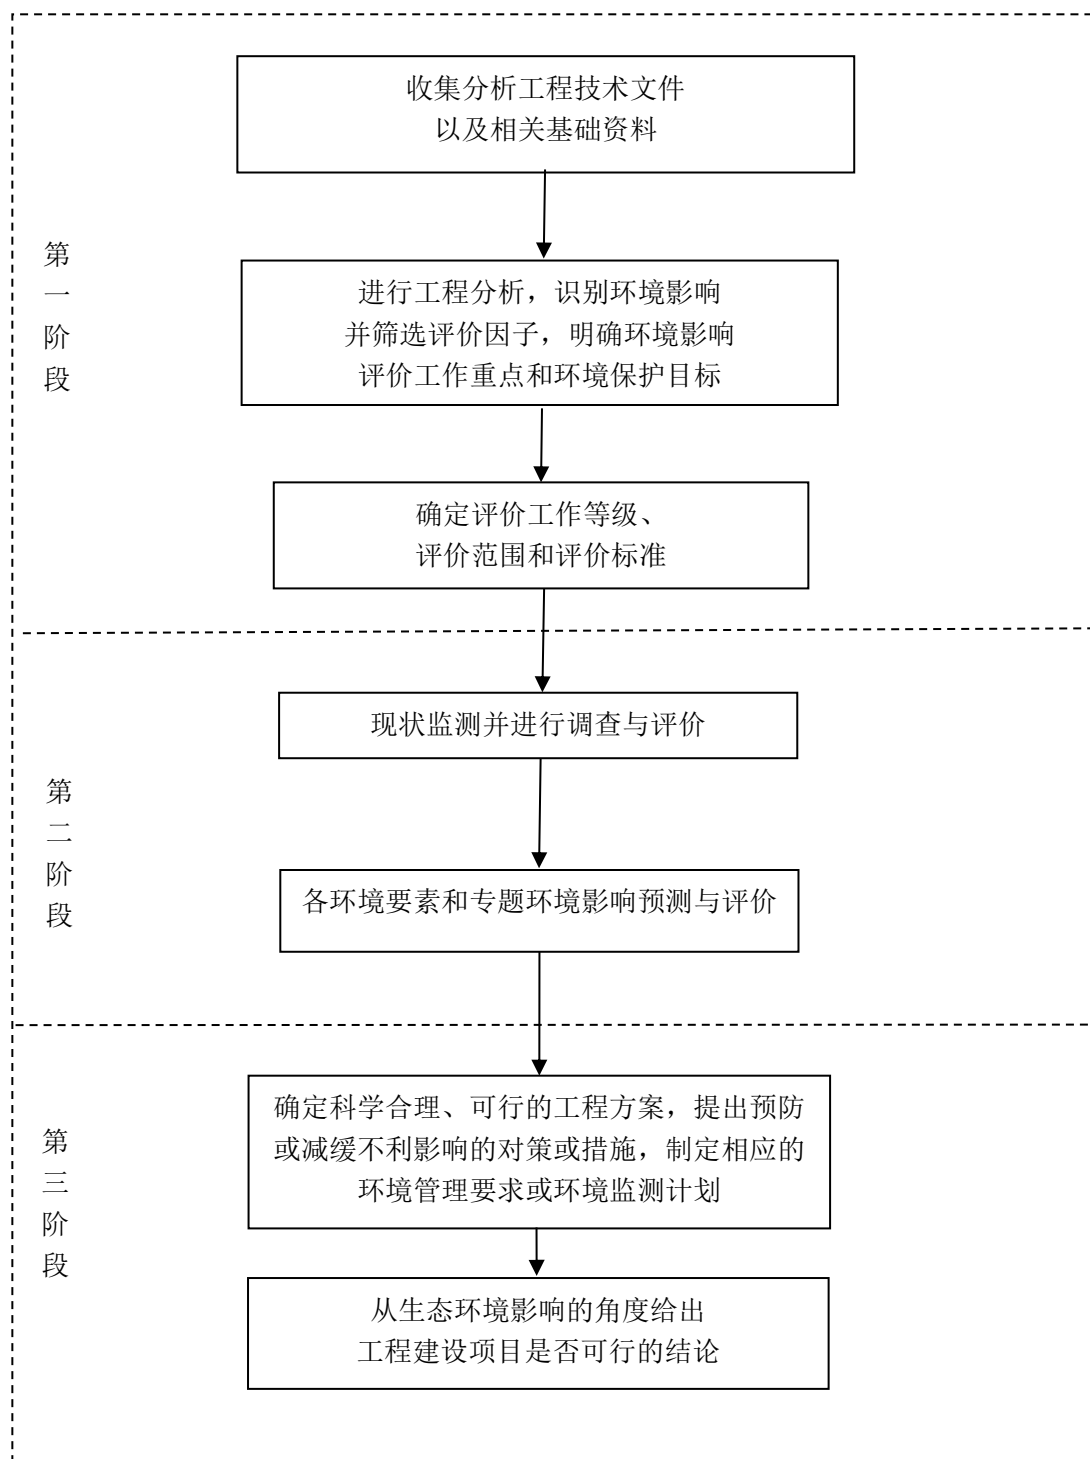 收集分析工程技术文件
以及相关基础资料
第
一
阶
段
进行工程分析，识别环境影响
并筛选评价因子，明确环境影响
评价工作重点和环境保护目标
确定评价工作等级、
评价范围和评价标准
现状监测并进行调查与评价
第
二
阶
段
各环境要素和专题环境影响预测与评价
确定科学合理、可行的工程方案，提出预防
或减缓不利影响的对策或措施，制定相应的
环境管理要求或环境监测计划
第
三
阶
段
从生态环境影响的角度给出
工程建设项目是否可行的结论